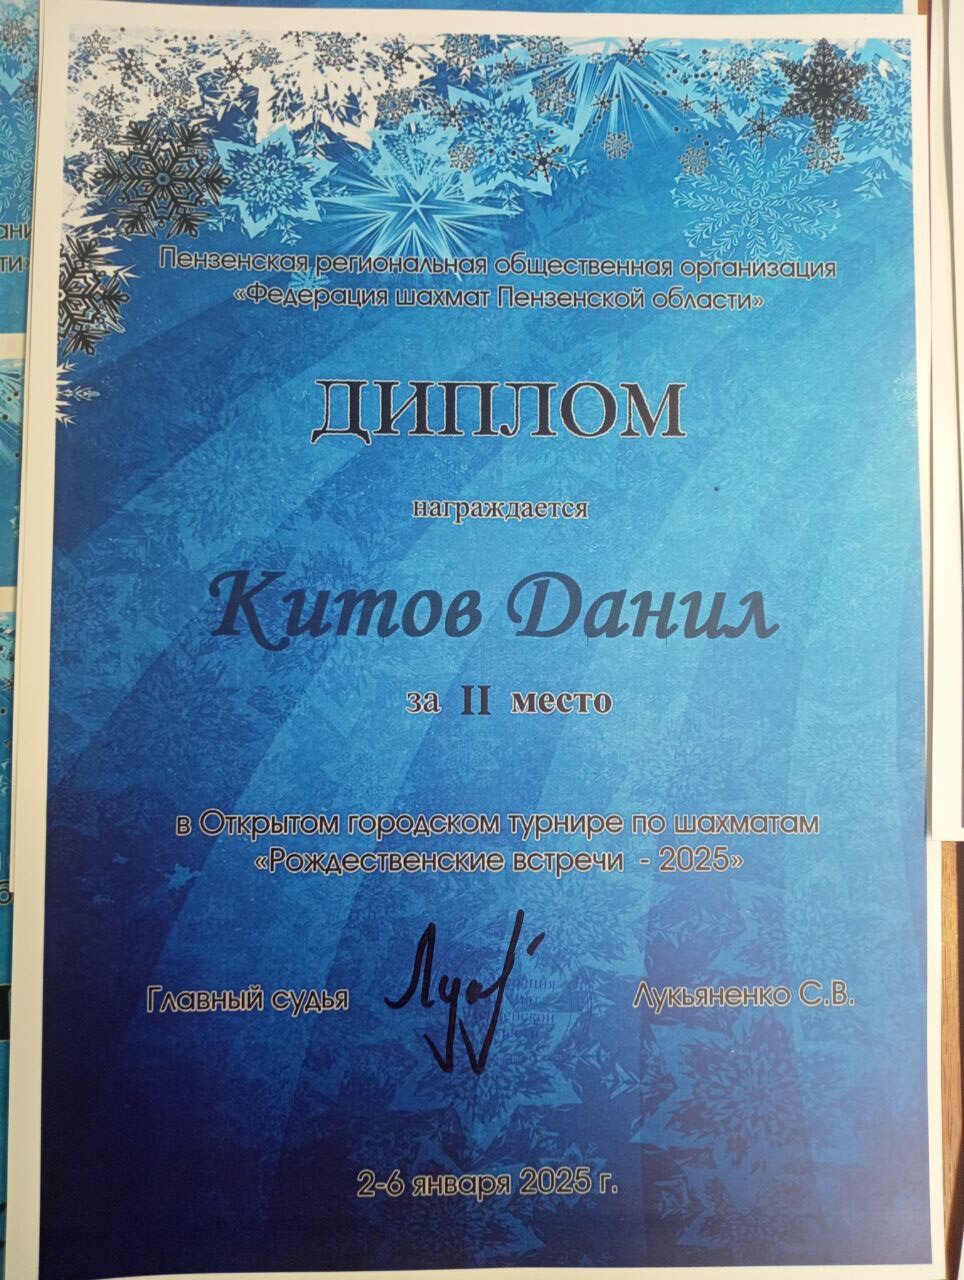 Пензенская региональная общественная организация
«Федерация шахмат Пензенской области»
ДИПЛОМ
награждается
Китов Данил
за II место
в Открытом городском турнире по шахматам
«Рождественские встречи - 2025»
Главный судья
Лукьяненко С.В.
2-6 января 2025 г.